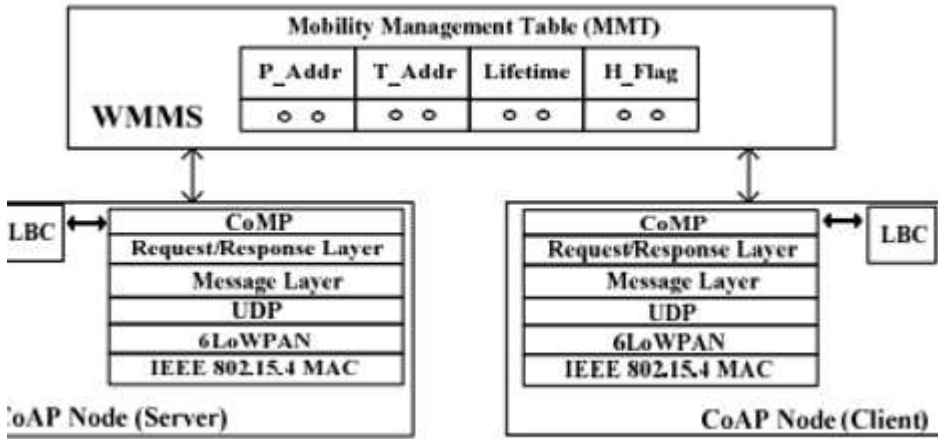 Mobility Management Table (MMT)
P_Addr T_Addr Lifetime H_Flag
WMMS
LBC
CoMP
Request/Response Layer
Message Layer
UDP
6LoWPAN
IEEE 802.15.4 MAC
CoAP Node (Server)
CoMP
Request/Response Layer
Message Layer
UDP
6LoWPAN
IEEE 802.15.4 MAC
LBC
CoAP Node (Client)